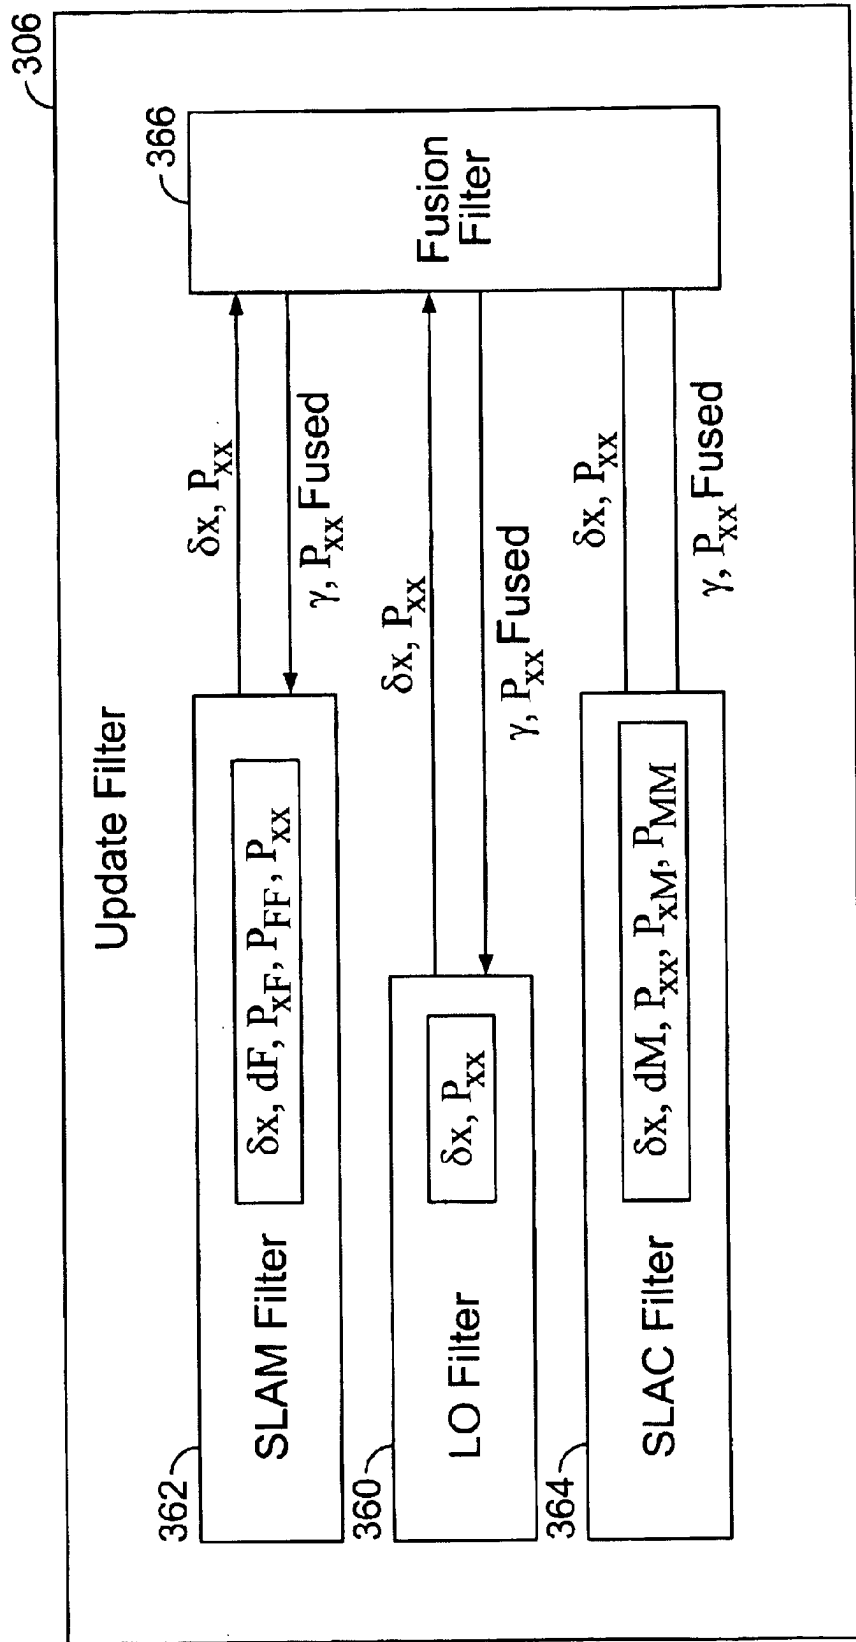 306
Update Filter
362
SLAM Filter
δx, dF, P_xF, P_FF, P_xx
δx, P_xx
γ, P_xx Fused
366
Fusion
Filter
360
LO Filter
δx, P_xx
δx, P_xx
γ, P_xx Fused
364
SLAC Filter
δx, dM, P_xx, P_xM, P_MM
δx, P_xx
γ, P_xx Fused